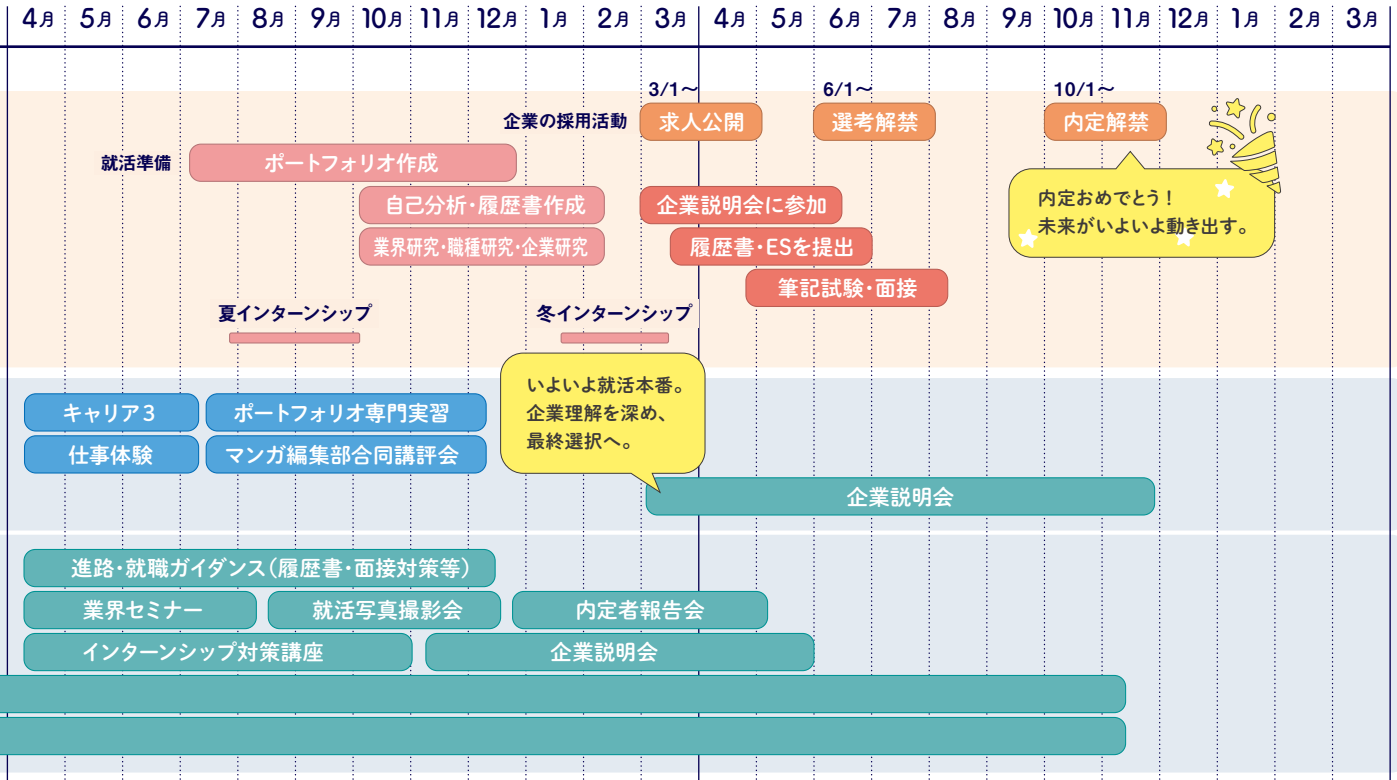 4月 5月 6月 7月 8月 9月 10月 11月 12月 1月 2月 3月 4月 5月 6月 7月 8月 9月 10月 11月 12月 1月 2月 3月
3/1〜 6/1〜 10/1〜
企業の採用活動 求人公開 選考解禁 内定解禁
就活準備 ポートフォリオ作成
自己分析・履歴書作成 企業説明会に参加
内定おめでとう！
未来がいよいよ動き出す。
業界研究・職種研究・企業研究 履歴書・ESを提出
筆記試験・面接
夏インターンシップ 冬インターンシップ
いよいよ就活本番。
企業理解を深め、
最終選択へ。
キャリア3 ポートフォリオ専門実習
仕事体験 マンガ編集部合同講評会
企業説明会
進路・就職ガイダンス（履歴書・面接対策等）
業界セミナー 就活写真撮影会 内定者報告会
インターンシップ対策講座 企業説明会